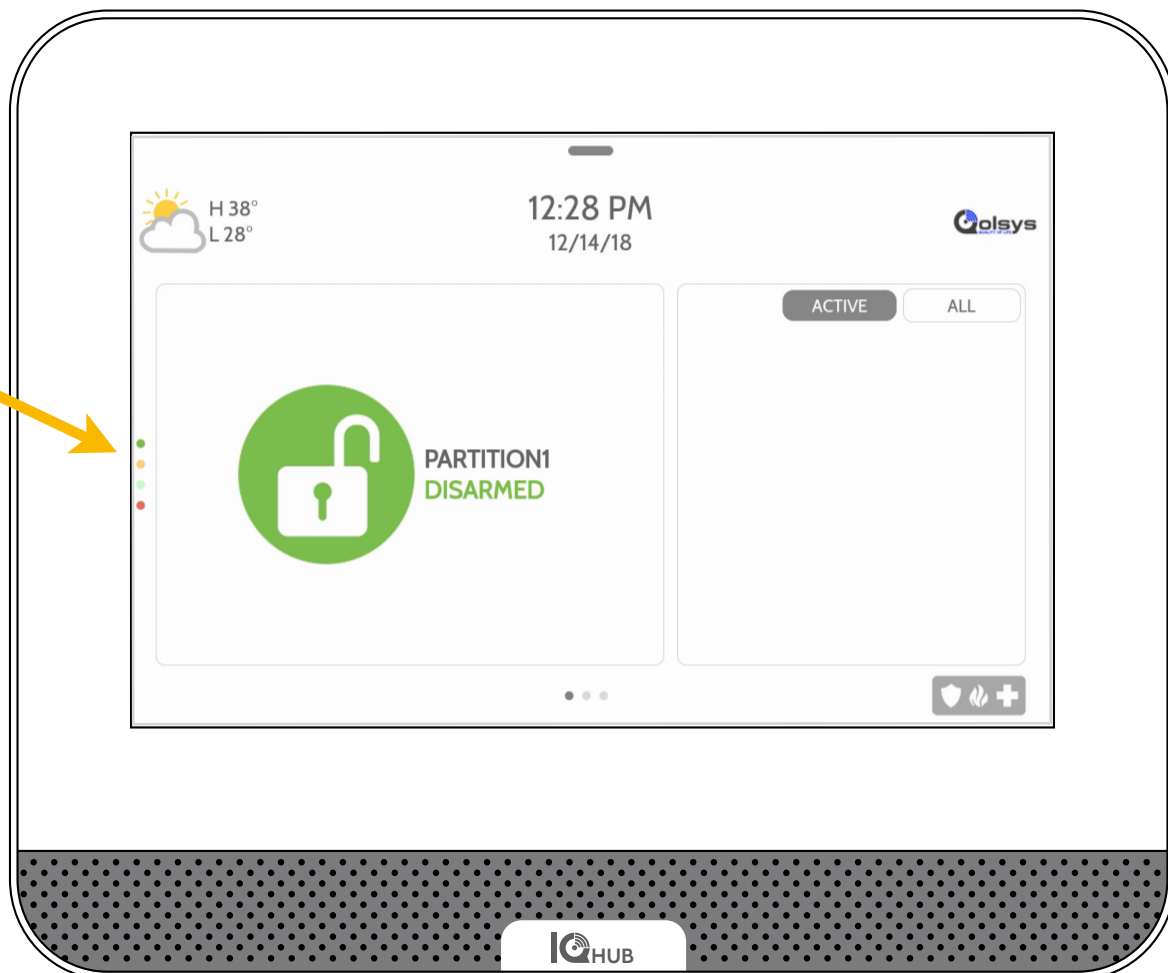 H 38°
L 28°
12:28 PM
12/14/18
Qolsys
ACTIVE
ALL
PARTITION1
DISARMED
IQ HUB